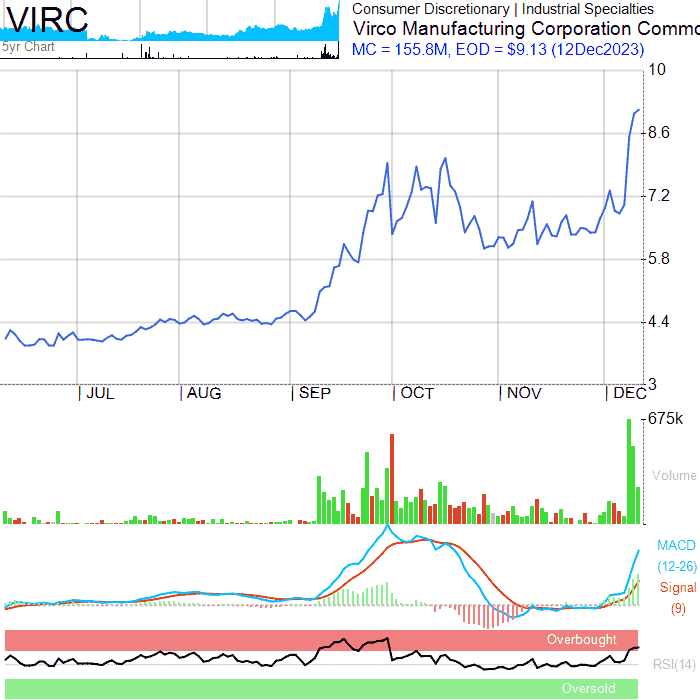 VIRC
5yr Chart
Consumer Discretionary | Industrial Specialties
Virco Manufacturing Corporation Commo
MC = 155.8M, EOD = $9.13 (12Dec2023)
10
8.6
7.2
5.8
4.4
3
| JUL | AUG | SEP | OCT | NOV | DEC
675k
Volume
MACD
(12-26)
Signal
(9)
Overbought
RSI(14)
Oversold